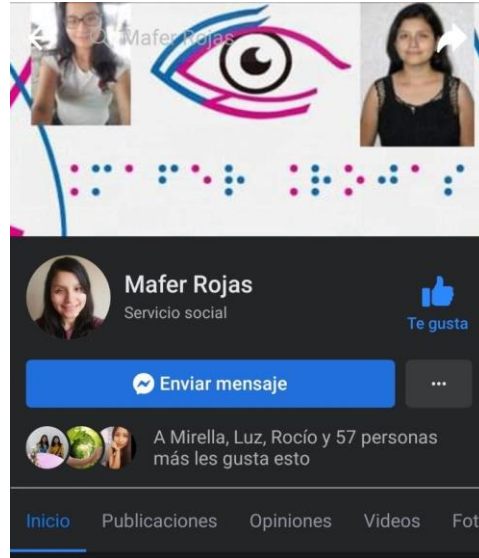 Mafer Rojas
Mafer Rojas
Servicio social
Te gusta
Enviar mensaje
A Mirella, Luz, Rocío y 57 personas
más les gusta esto
Inicio Publicaciones Opiniones Videos Fot